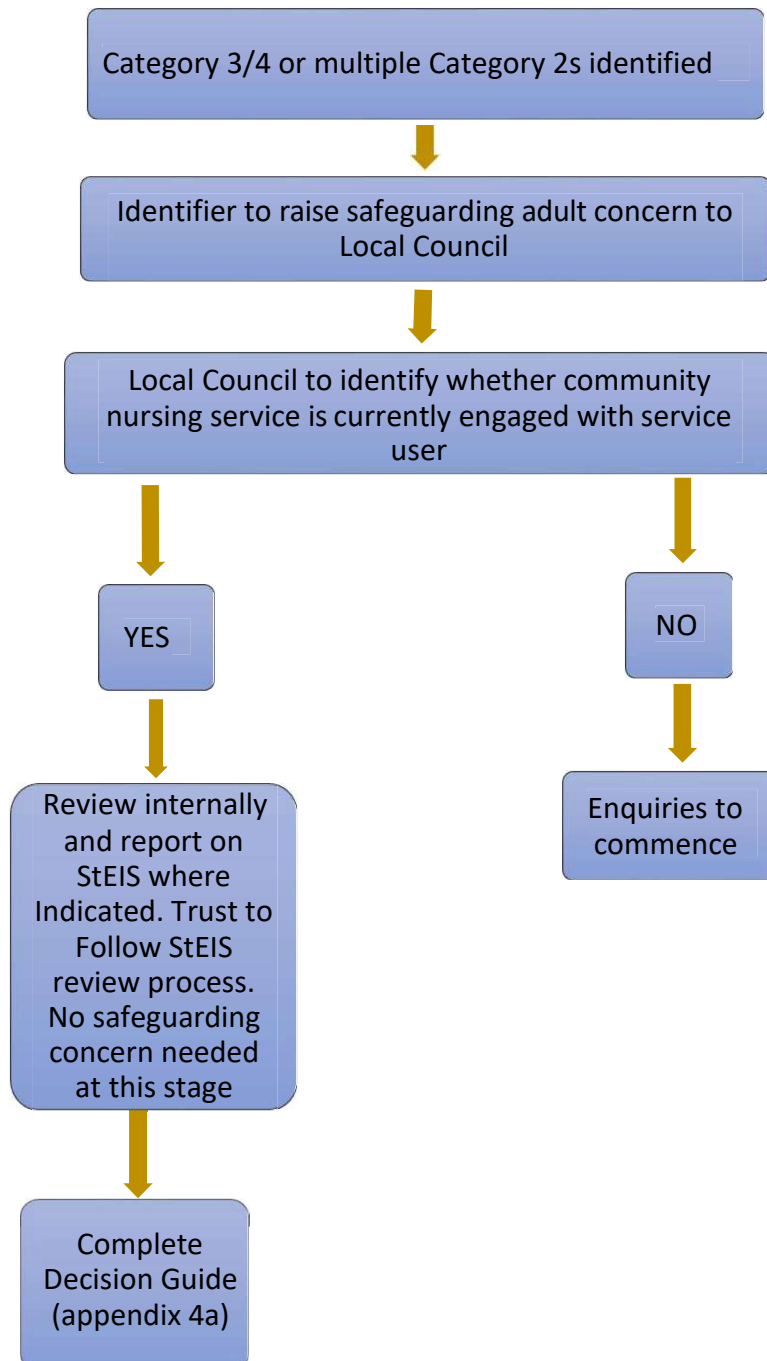 Category 3/4 or multiple Category 2s identified
Identifier to raise safeguarding adult concern to
Local Council
Local Council to identify whether community
nursing service is currently engaged with service
user
YES
NO
Review internally
and report on
StEIS where
Indicated. Trust to
Follow StEIS
review process.
No safeguarding
concern needed
at this stage
Enquiries to
commence
Complete
Decision Guide
(appendix 4a)